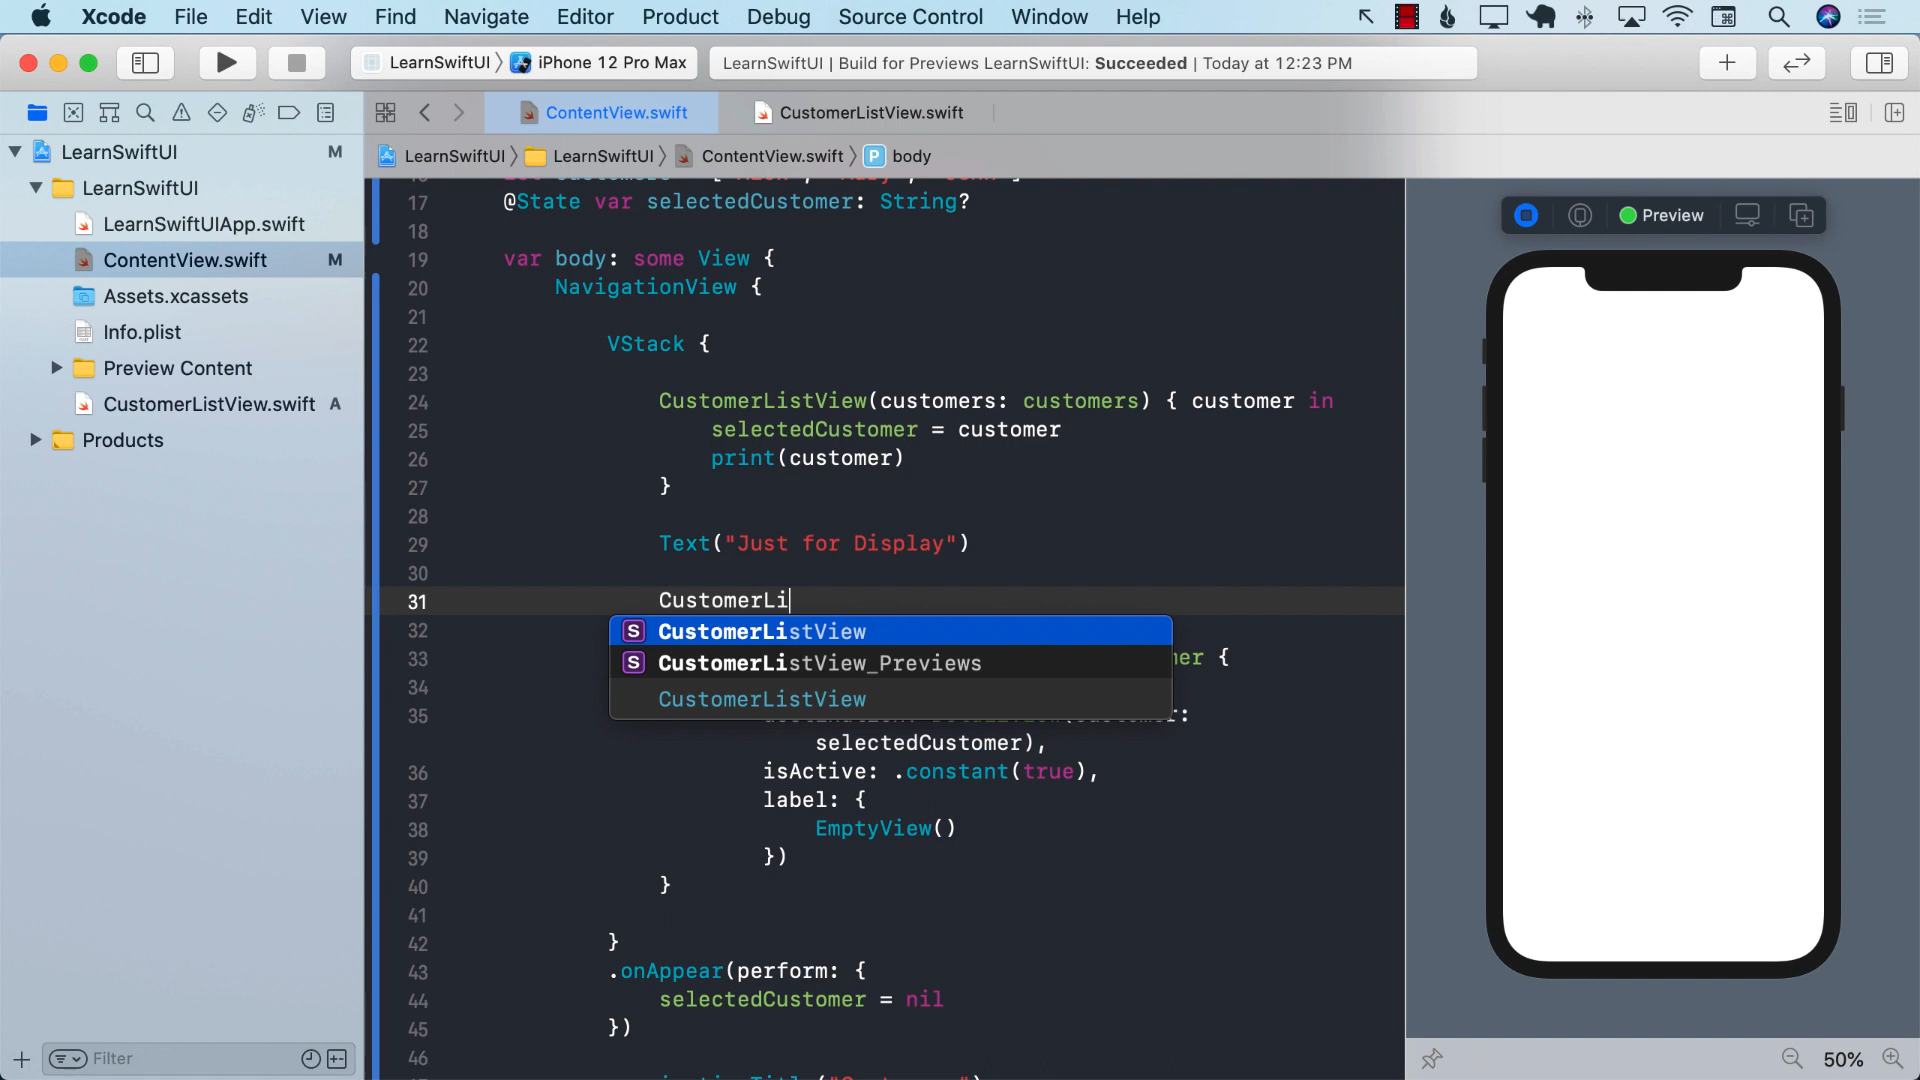 Xcode File Edit View Find Navigate Editor Product Debug Source Control Window Help
LearnSwiftUI iPhone 12 Pro Max LearnSwiftUI | Build for Previews LearnSwiftUI: Succeeded | Today at 12:23 PM
ContentView.swift CustomerListView.swift
LearnSwiftUI M
LearnSwiftUI LearnSwiftUI ContentView.swift P body
LearnSwiftUI
LearnSwiftUIApp.swift
ContentView.swift M
Assets.xcassets
Info.plist
Preview Content
CustomerListView.swift A
Products
17 @State var selectedCustomer: String?
18
19 var body: some View {
20 NavigationView {
21
22 VStack {
23
24 CustomerListView(customers: customers) { customer in
25 selectedCustomer = customer
26 print(customer)
27 }
28
29 Text("Just for Display")
30
31 CustomerLi
S CustomerListView
S CustomerListView_Previews
CustomerListView
32
33 {
34
35
selectedCustomer),
36 isActive: .constant(true),
37 label: {
38 EmptyView()
39 })
40 }
41
42 }
43 .onAppear(perform: {
44 selectedCustomer = nil
45 })
46
Preview
Filter
50%